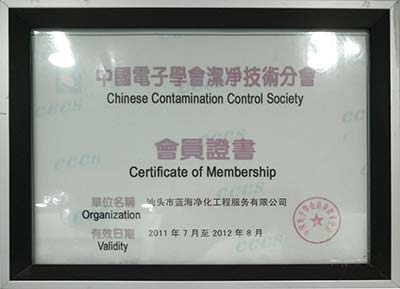 中國電子學會潔凈技術分會
Chinese Contamination Control Society
會員證書
Certificate of Membership
單位名稱 汕头市蓝海净化工程服务有限公司
Organization
有效日期 2011 年 7 月至 2012 年 8 月
Validity
cccs